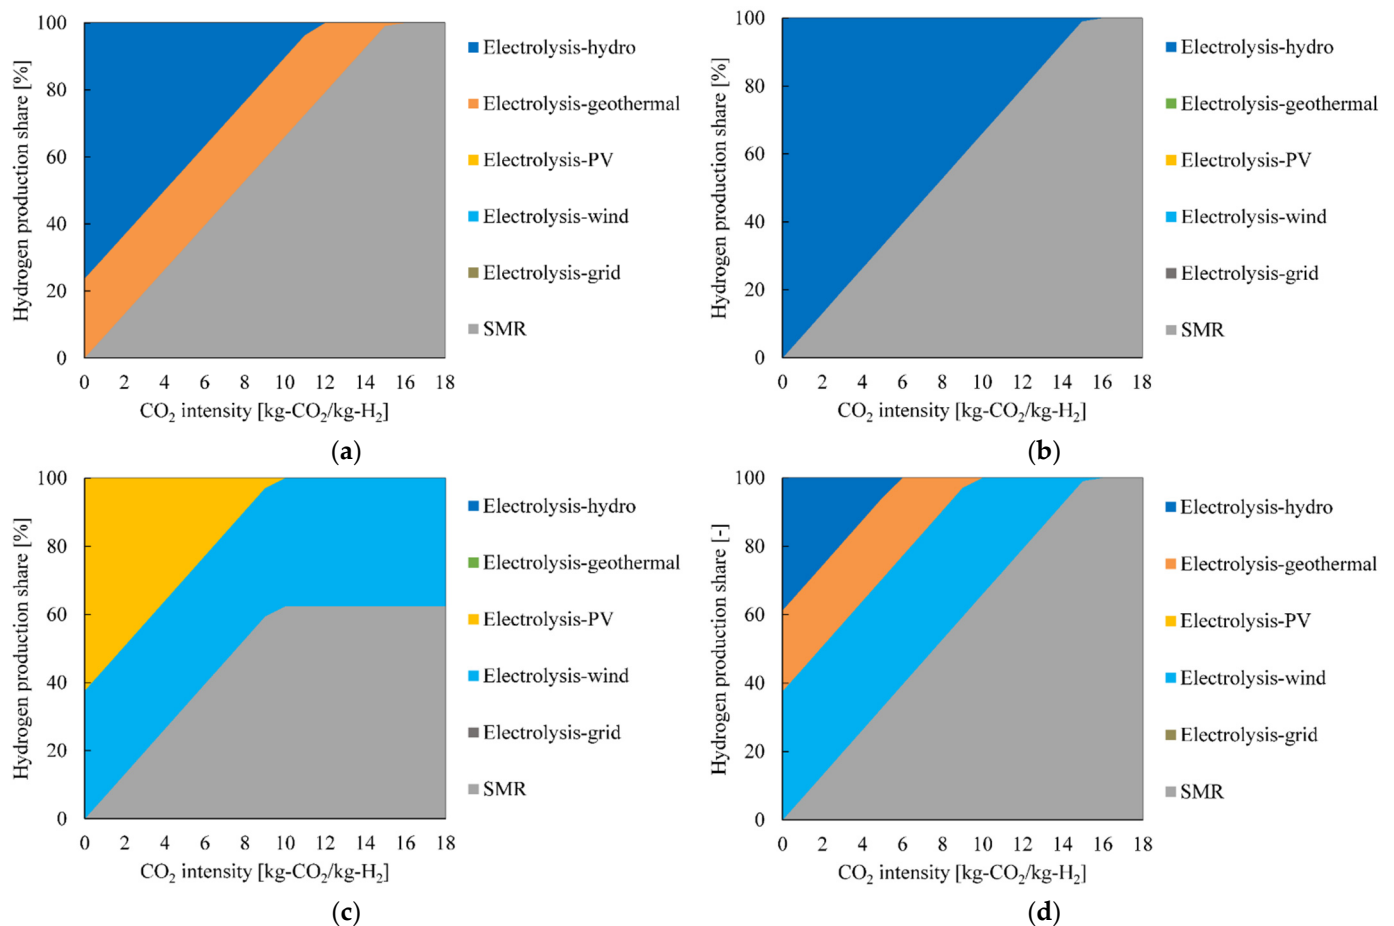 Hydrogen production share [%]
100
80
60
40
20
0
0 2 4 6 8 10 12 14 16 18
CO₂ intensity [kg-CO₂/kg-H₂]
Electrolysis-hydro
Electrolysis-geothermal
Electrolysis-PV
Electrolysis-wind
Electrolysis-grid
SMR
(a)
Hydrogen production share [%]
100
80
60
40
20
0
0 2 4 6 8 10 12 14 16 18
CO₂ intensity [kg-CO₂/kg-H₂]
Electrolysis-hydro
Electrolysis-geothermal
Electrolysis-PV
Electrolysis-wind
Electrolysis-grid
SMR
(b)
Hydrogen production share [%]
100
80
60
40
20
0
0 2 4 6 8 10 12 14 16 18
CO₂ intensity [kg-CO₂/kg-H₂]
Electrolysis-hydro
Electrolysis-geothermal
Electrolysis-PV
Electrolysis-wind
Electrolysis-grid
SMR
(c)
Hydrogen production share [-]
100
80
60
40
20
0
0 2 4 6 8 10 12 14 16 18
CO₂ intensity [kg-CO₂/kg-H₂]
Electrolysis-hydro
Electrolysis-geothermal
Electrolysis-PV
Electrolysis-wind
Electrolysis-grid
SMR
(d)